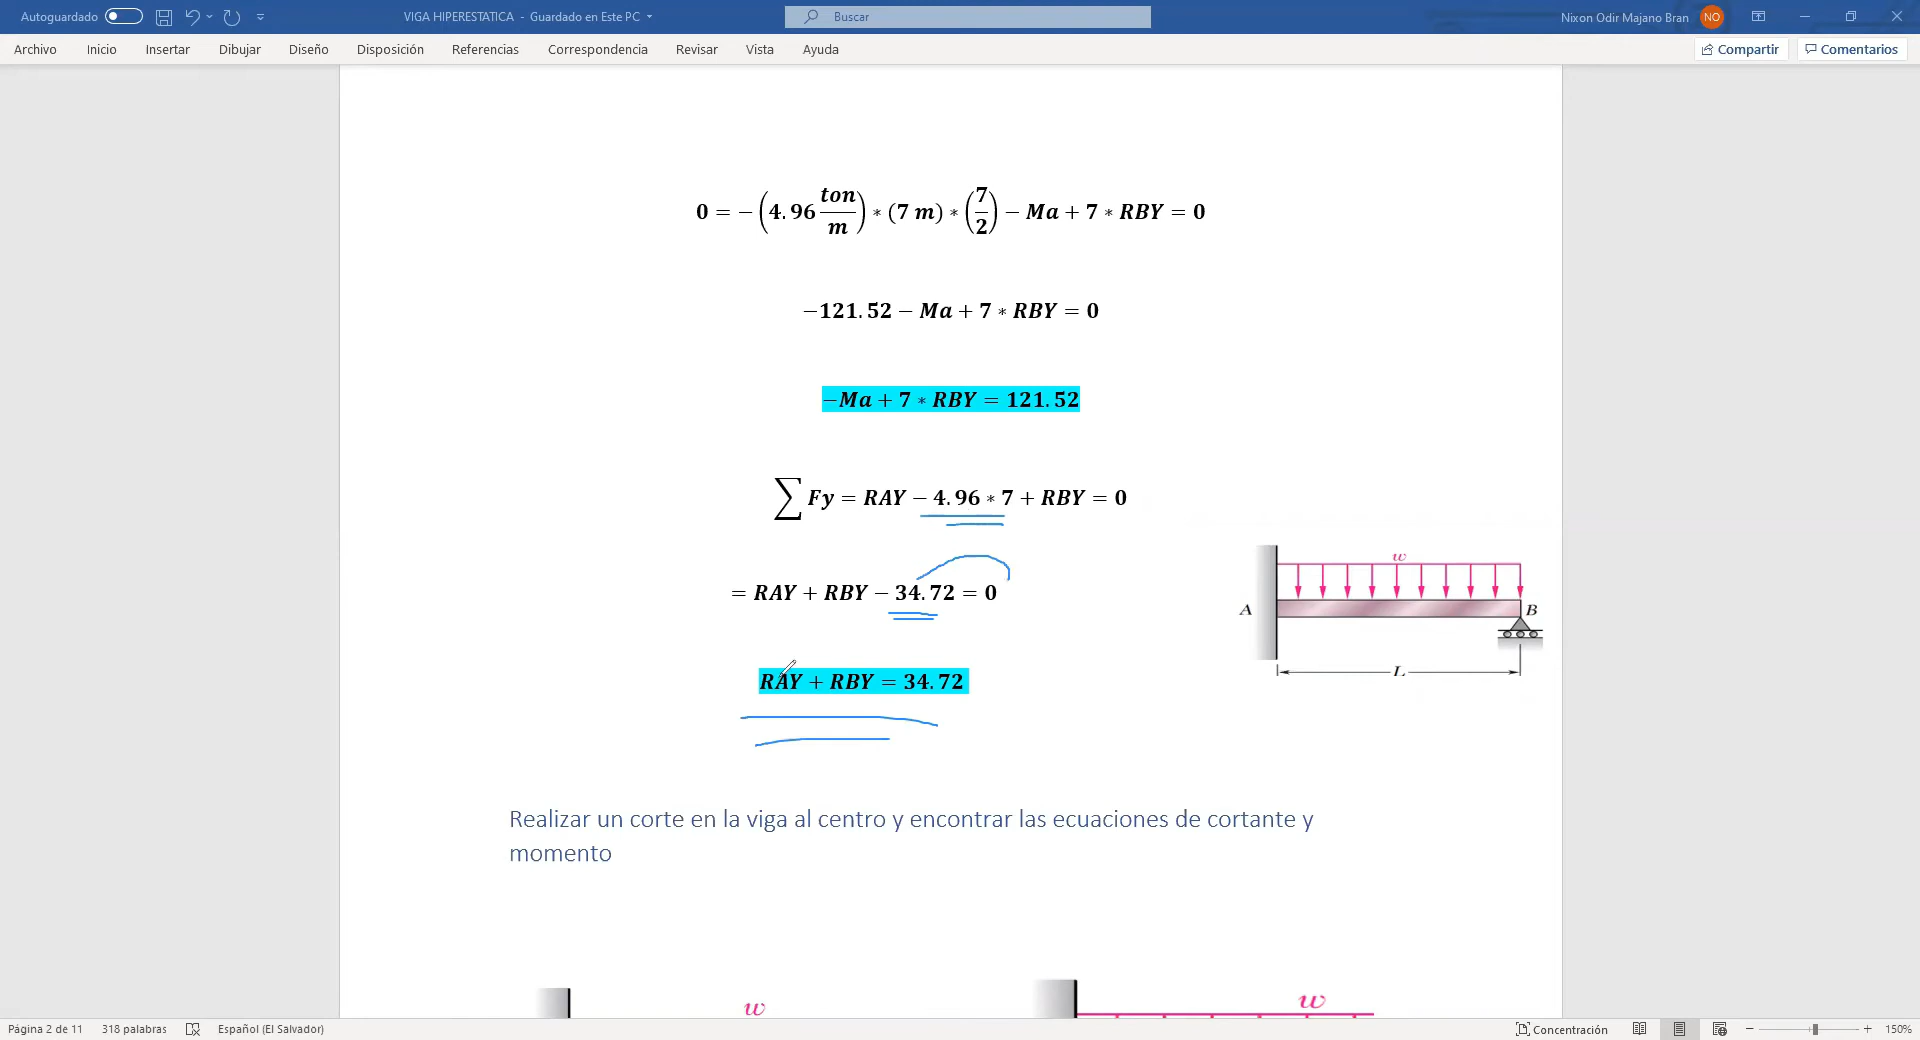 Autoguardado
VIGA HIPERESTATICA - Guardado en Este PC
Buscar
Nixon Odir Majano Bran NO
Archivo Inicio Insertar Dibujar Diseño Disposición Referencias Correspondencia Revisar Vista Ayuda Compartir Comentarios
0 = −(4.96 ton/m) ∗ (7 m) ∗ (7/2) − Ma + 7 ∗ RBY = 0
−121.52 − Ma + 7 ∗ RBY = 0
−Ma + 7 ∗ RBY = 121.52
∑ Fy = RAY − 4.96 ∗ 7 + RBY = 0
= RAY + RBY − 34.72 = 0
RAY + RBY = 34.72
w
A
B
L
Realizar un corte en la viga al centro y encontrar las ecuaciones de cortante y
momento
w
w
Página 2 de 11 318 palabras Español (El Salvador) Concentración 150%